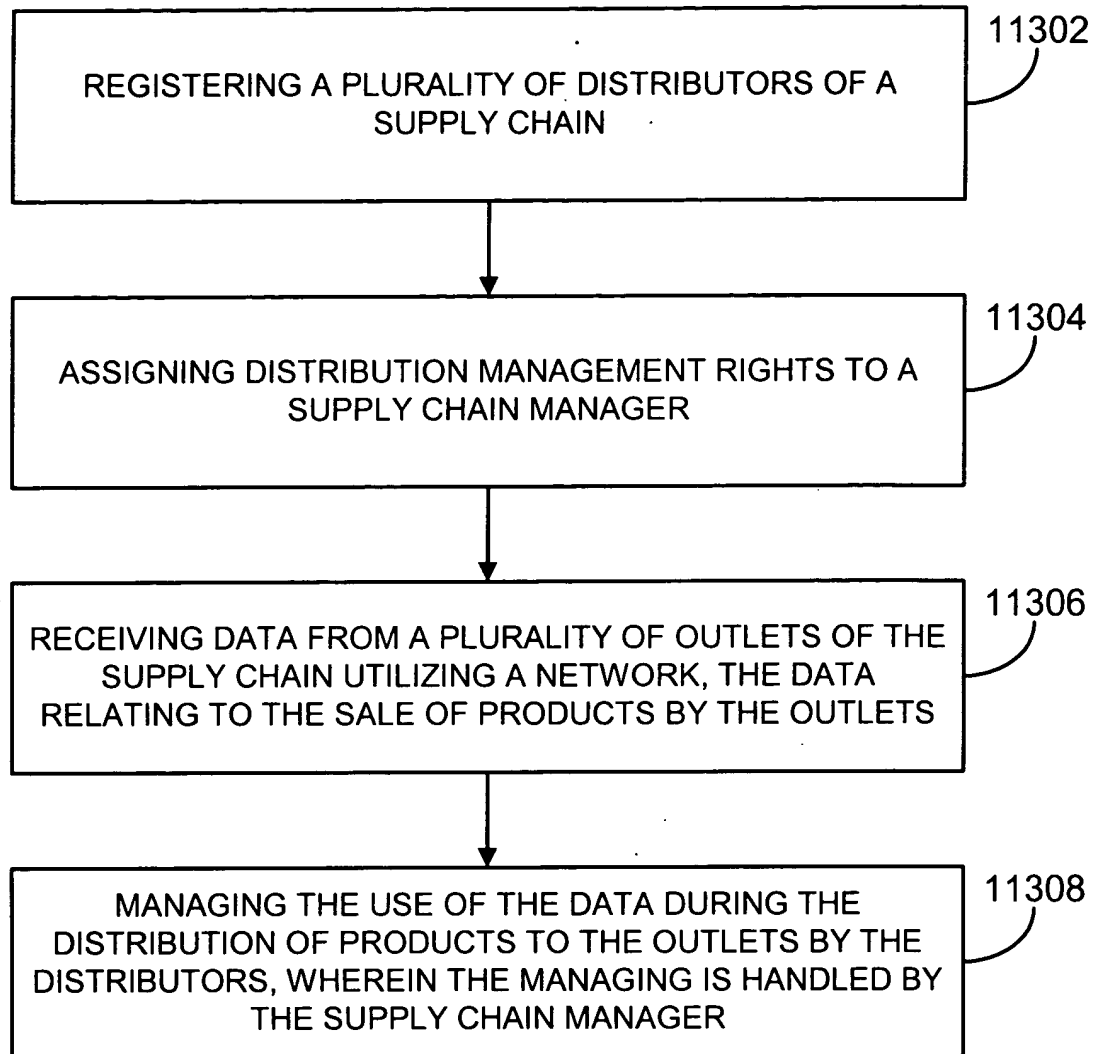 11302
REGISTERING A PLURALITY OF DISTRIBUTORS OF A
SUPPLY CHAIN
11304
ASSIGNING DISTRIBUTION MANAGEMENT RIGHTS TO A
SUPPLY CHAIN MANAGER
11306
RECEIVING DATA FROM A PLURALITY OF OUTLETS OF THE
SUPPLY CHAIN UTILIZING A NETWORK, THE DATA
RELATING TO THE SALE OF PRODUCTS BY THE OUTLETS
11308
MANAGING THE USE OF THE DATA DURING THE
DISTRIBUTION OF PRODUCTS TO THE OUTLETS BY THE
DISTRIBUTORS, WHEREIN THE MANAGING IS HANDLED BY
THE SUPPLY CHAIN MANAGER